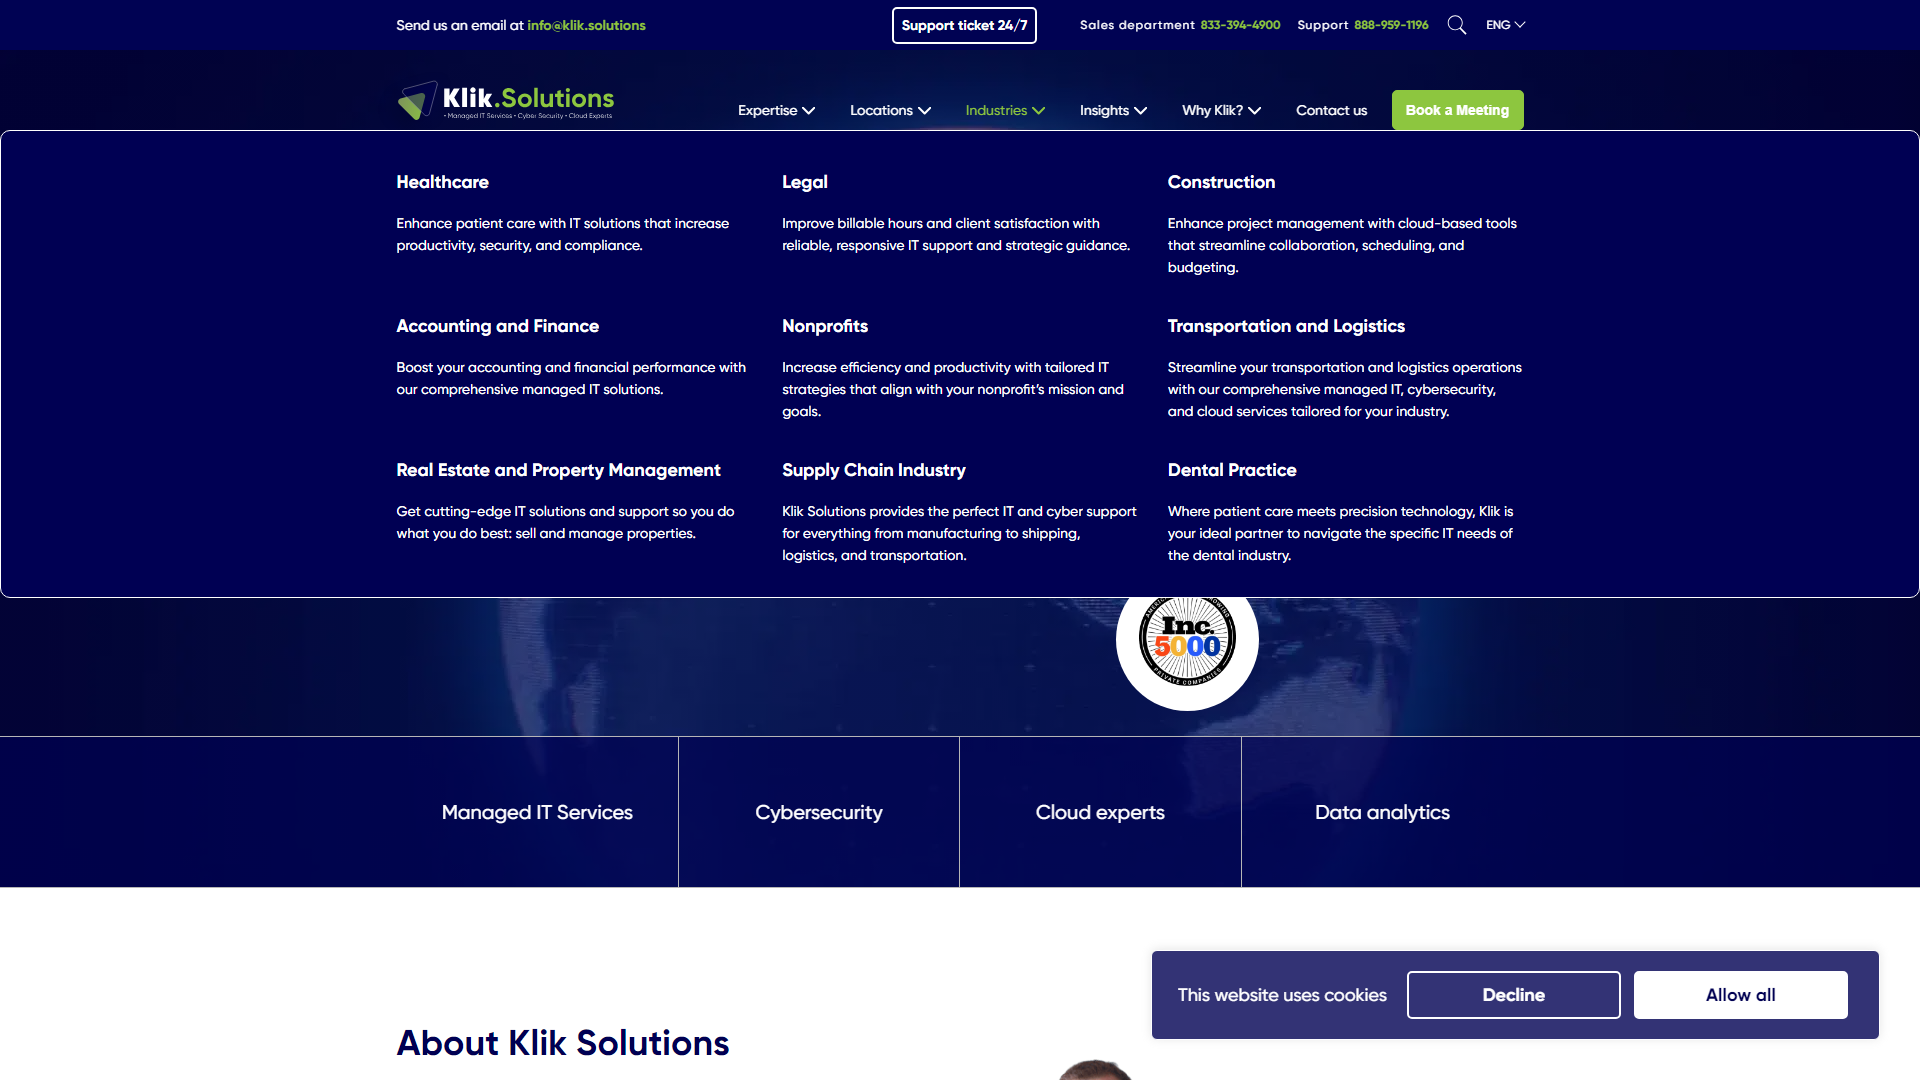 Send us an email at info@klik.solutions
Support ticket 24/7
Sales department 833-394-4900
Support 888-959-1196
ENG
Klik.Solutions
• Managed IT Services • Cyber Security • Cloud Experts
Expertise
Locations
Industries
Insights
Why Klik?
Contact us
Book a Meeting
Healthcare
Enhance patient care with IT solutions that increase
productivity, security, and compliance.
Legal
Improve billable hours and client satisfaction with
reliable, responsive IT support and strategic guidance.
Construction
Enhance project management with cloud-based tools
that streamline collaboration, scheduling, and
budgeting.
Accounting and Finance
Boost your accounting and financial performance with
our comprehensive managed IT solutions.
Nonprofits
Increase efficiency and productivity with tailored IT
strategies that align with your nonprofit’s mission and
goals.
Transportation and Logistics
Streamline your transportation and logistics operations
with our comprehensive managed IT, cybersecurity,
and cloud services tailored for your industry.
Real Estate and Property Management
Get cutting-edge IT solutions and support so you do
what you do best: sell and manage properties.
Supply Chain Industry
Klik Solutions provides the perfect IT and cyber support
for everything from manufacturing to shipping,
logistics, and transportation.
Dental Practice
Where patient care meets precision technology, Klik is
your ideal partner to navigate the specific IT needs of
the dental industry.
Inc.
5000
PRIVATE COMPANIES
Managed IT Services
Cybersecurity
Cloud experts
Data analytics
This website uses cookies
Decline
Allow all
About Klik Solutions